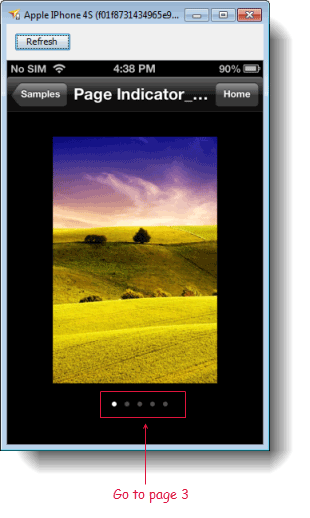 Apple IPhone 4S (f01f8731434965e9...
Refresh
No SIM 4:38 PM 90%
Samples Page Indicator_... Home
Go to page 3